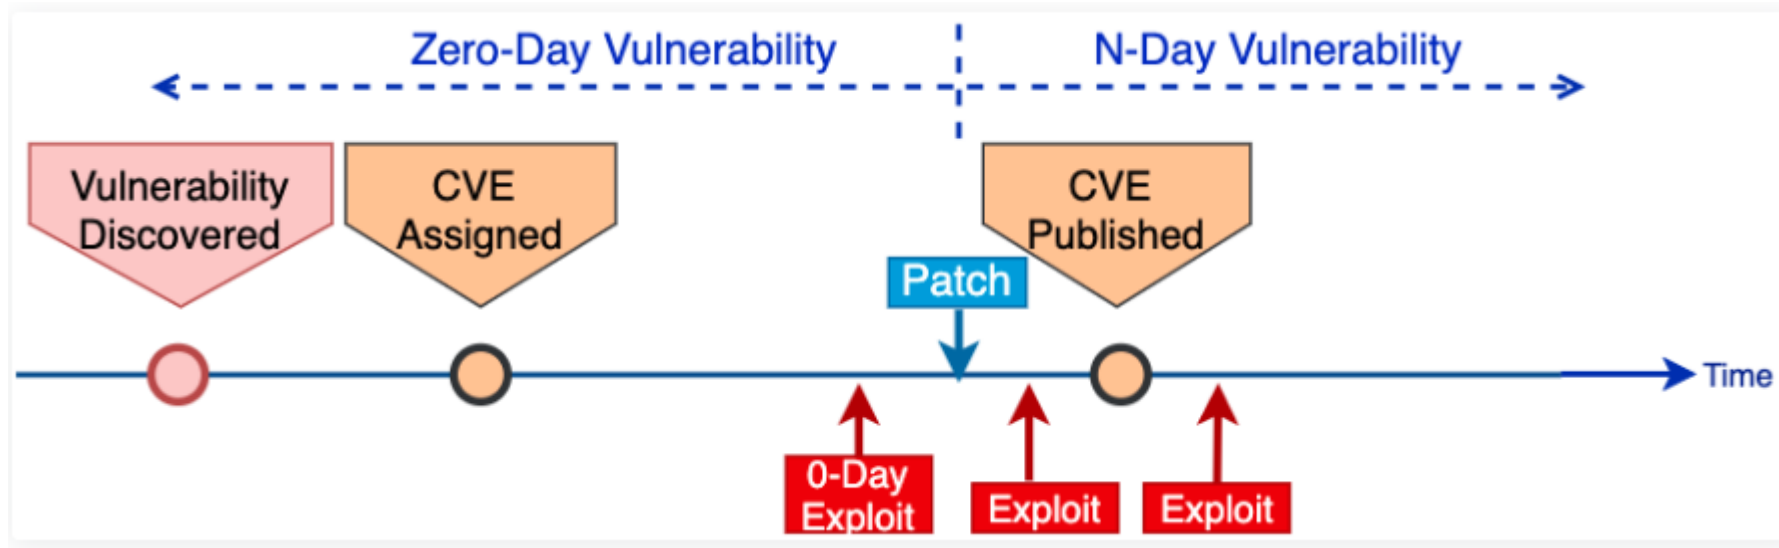 Zero-Day Vulnerability
N-Day Vulnerability
Vulnerability
Discovered
CVE
Assigned
CVE
Published
Patch
Time
0-Day
Exploit
Exploit
Exploit